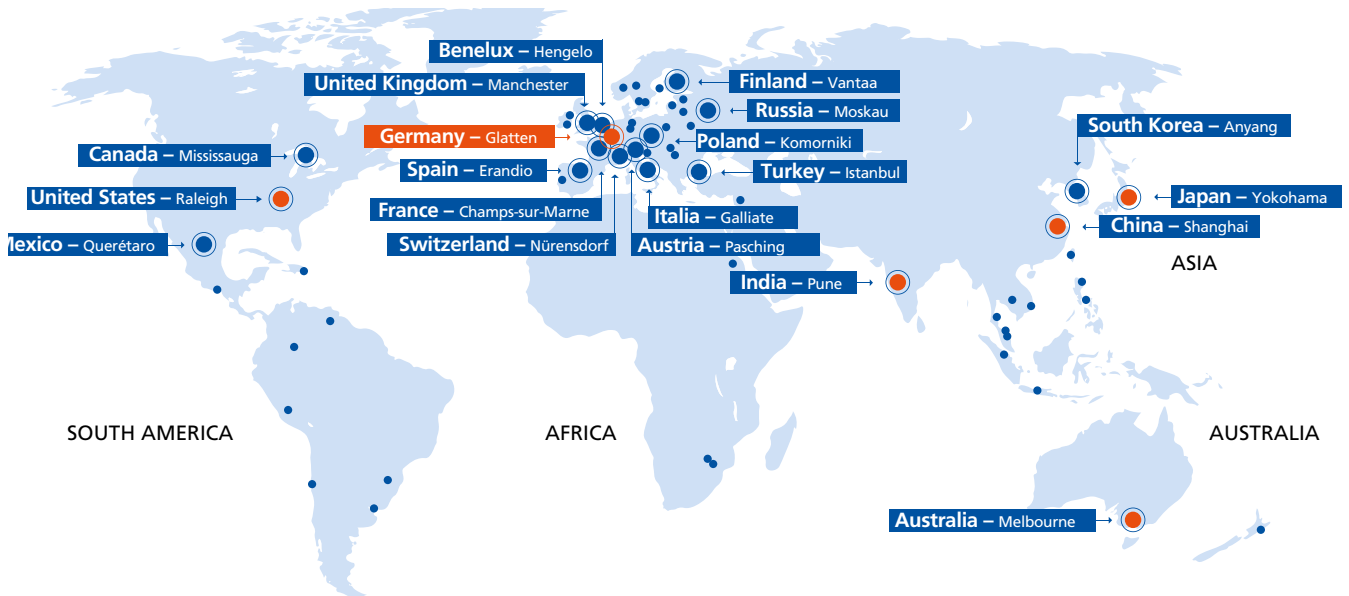 Benelux – Hengelo
United Kingdom – Manchester
Finland – Vantaa
Russia – Moskau
Germany – Glatten
Poland – Komorniki
South Korea – Anyang
Canada – Mississauga
Spain – Erandio
Turkey – Istanbul
United States – Raleigh
Japan – Yokohama
France – Champs-sur-Marne
Italia – Galliate
China – Shanghai
Mexico – Querétaro
Switzerland – Nürensdorf
Austria – Pasching
ASIA
India – Pune
SOUTH AMERICA
AFRICA
AUSTRALIA
Australia – Melbourne